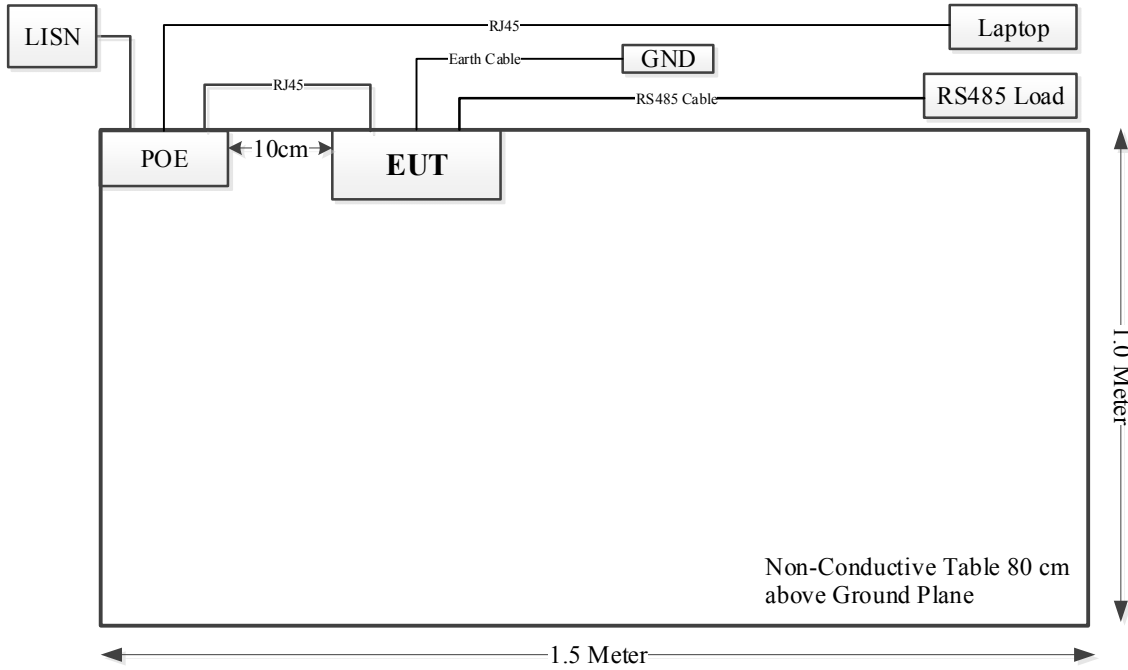 LISN
RJ45
Laptop
Earth Cable
GND
RJ45
RS485 Cable
RS485 Load
POE
10cm
EUT
1.0 Meter
Non-Conductive Table 80 cm
above Ground Plane
1.5 Meter